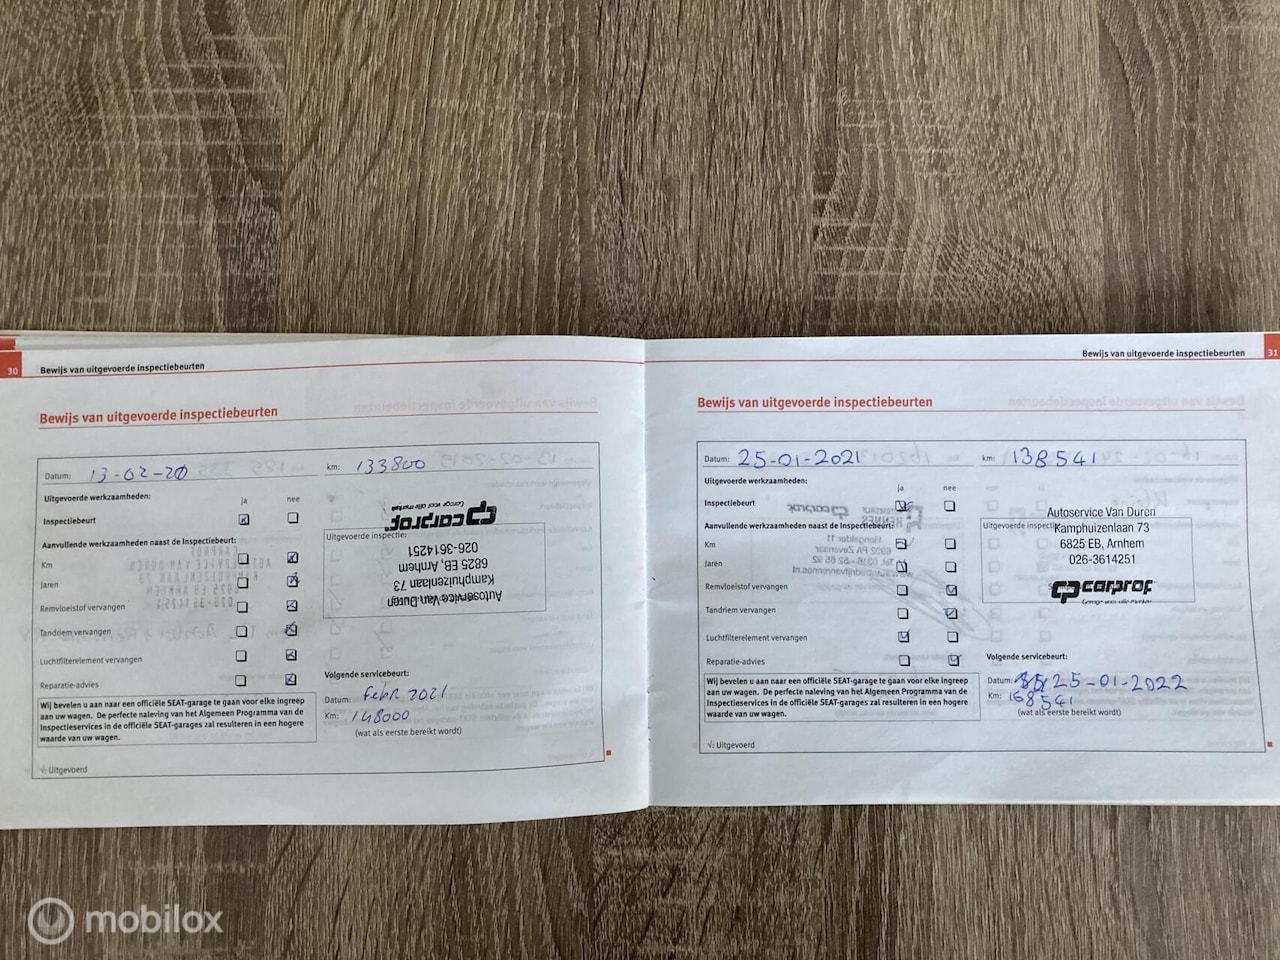 30 Bewijs van uitgevoerde inspectiebeurten
Bewijs van uitgevoerde inspectiebeurten
Datum: 13-02-20 km: 133800
Uitgevoerde werkzaamheden:
ja nee
Inspectiebeurt
Aanvullende werkzaamheden naast de Inspectiebeurt:
Km
Jaren
Remvloeistof vervangen
Tandriem vervangen
Luchtfilterelement vervangen
Reparatie-advies
Wij bevelen u aan naar een officiële SEAT-garage te gaan voor elke ingreep
aan uw wagen. De perfecte naleving van het Algemeen Programma van de
Inspectieservices in de officiële SEAT-garages zal resulteren in een hogere
waarde van uw wagen.
√: Uitgevoerd
Uitgevoerde inspectie:
Autoservice Van Duren
Kamphuizenlaan 73
6825 EB, Arnhem
026-3614251
carprof
Garage voor alle merken
Volgende servicebeurt:
Datum: Febr 2021
Km: 148000
(wat als eerste bereikt wordt)
Bewijs van uitgevoerde inspectiebeurten 31
Bewijs van uitgevoerde inspectiebeurten
Datum: 25-01-2021 km: 138541
Uitgevoerde werkzaamheden:
ja nee
Inspectiebeurt
Aanvullende werkzaamheden naast de Inspectiebeurt:
Km
Jaren
Remvloeistof vervangen
Tandriem vervangen
Luchtfilterelement vervangen
Reparatie-advies
Wij bevelen u aan naar een officiële SEAT-garage te gaan voor elke ingreep
aan uw wagen. De perfecte naleving van het Algemeen Programma van de
Inspectieservices in de officiële SEAT-garages zal resulteren in een hogere
waarde van uw wagen.
√: Uitgevoerd
Autoservice Van Duren
Uitgevoerde inspectie: Kamphuizenlaan 73
6825 EB, Arnhem
026-3614251
carprof
Garage voor alle merken
Volgende servicebeurt:
Datum: 25-01-2022
Km: 168541
(wat als eerste bereikt wordt)
mobilox